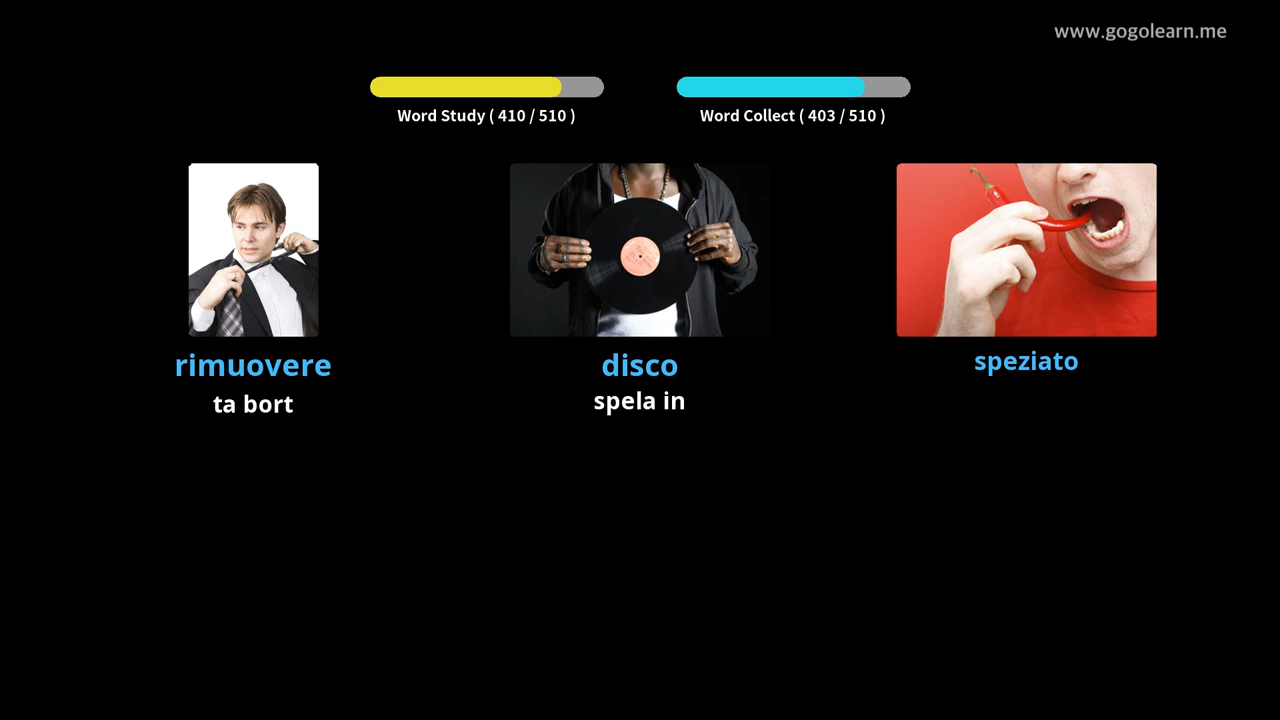 www.gogolearn.me
Word Study ( 410 / 510 )
Word Collect ( 403 / 510 )
rimuovere
disco
speziato
ta bort
spela in